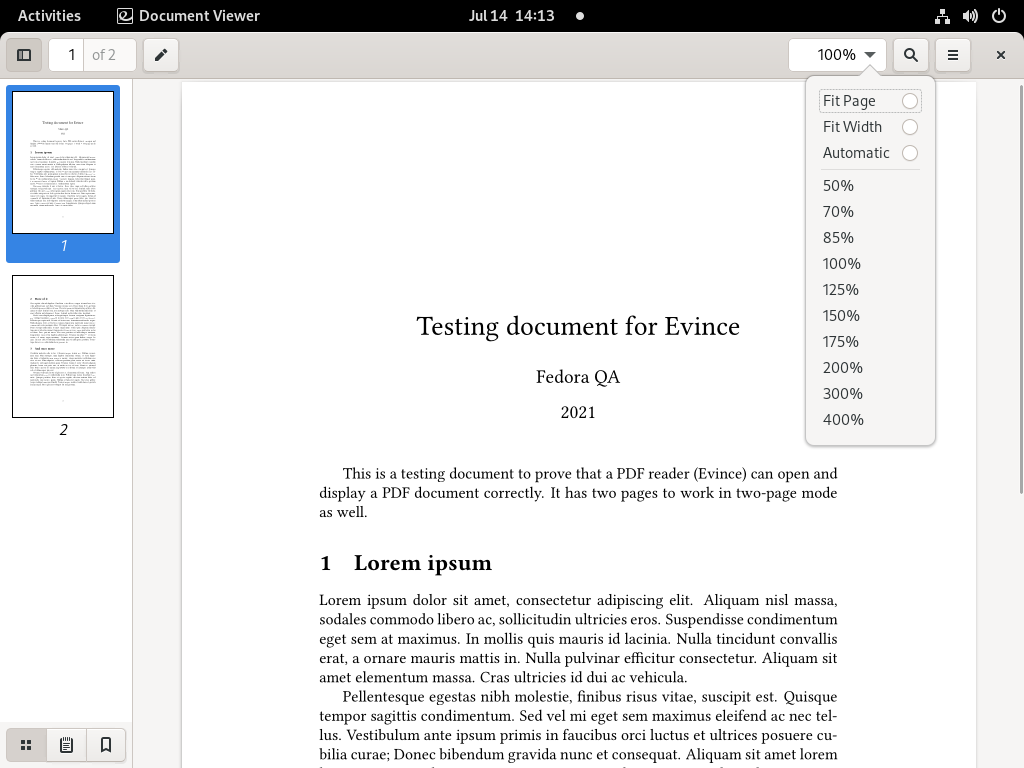 Activities
Document Viewer
Jul 14 14:13
1 of 2
100%
Fit Page
Fit Width
Automatic
50%
70%
85%
100%
125%
150%
175%
200%
300%
400%
1
2
Testing document for Evince
Fedora QA
2021
This is a testing document to prove that a PDF reader (Evince) can open and
display a PDF document correctly. It has two pages to work in two-page mode
as well.
1 Lorem ipsum
Lorem ipsum dolor sit amet, consectetur adipiscing elit. Aliquam nisl massa,
sodales commodo libero ac, sollicitudin ultricies eros. Suspendisse condimentum
eget sem at maximus. In mollis quis mauris id lacinia. Nulla tincidunt convallis
erat, a ornare mauris mattis in. Nulla pulvinar efficitur consectetur. Aliquam sit
amet elementum massa. Cras ultricies id dui ac vehicula.
Pellentesque egestas nibh molestie, finibus risus vitae, suscipit est. Quisque
tempor sagittis condimentum. Sed vel mi eget sem maximus eleifend ac nec tel-
lus. Vestibulum ante ipsum primis in faucibus orci luctus et ultrices posuere cu-
bilia curae; Donec bibendum gravida nunc et consequat. Aliquam sit amet lorem